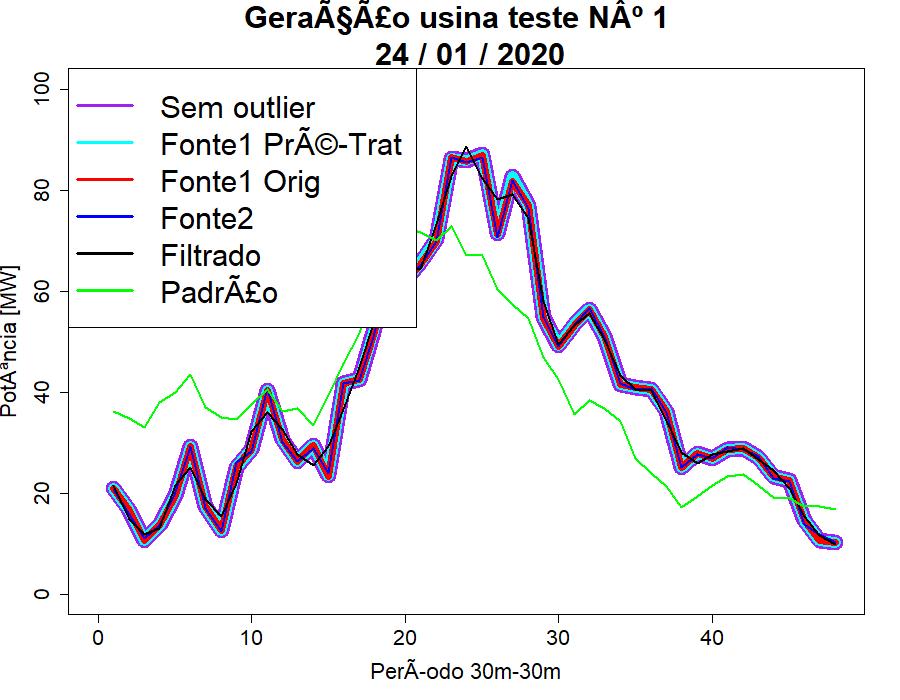 GeraÃ§Ã£o usina teste NÂº 1
24 / 01 / 2020
Sem outlier
Fonte1 PrÃ©-Trat
Fonte1 Orig
Fonte2
Filtrado
PadrÃ£o
PotÃªncia [MW]
100
80
60
40
20
0
0 10 20 30 40
PerÃ-odo 30m-30m